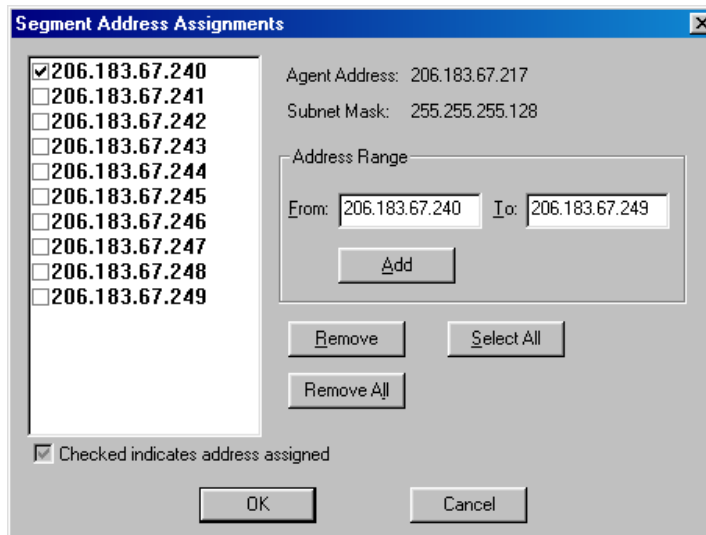 Segment Address Assignments
206.183.67.240
206.183.67.241
206.183.67.242
206.183.67.243
206.183.67.244
206.183.67.245
206.183.67.246
206.183.67.247
206.183.67.248
206.183.67.249
Agent Address: 206.183.67.217
Subnet Mask: 255.255.255.128
Address Range
From: 206.183.67.240 To: 206.183.67.249
Add
Remove Select All
Remove All
Checked indicates address assigned
OK Cancel